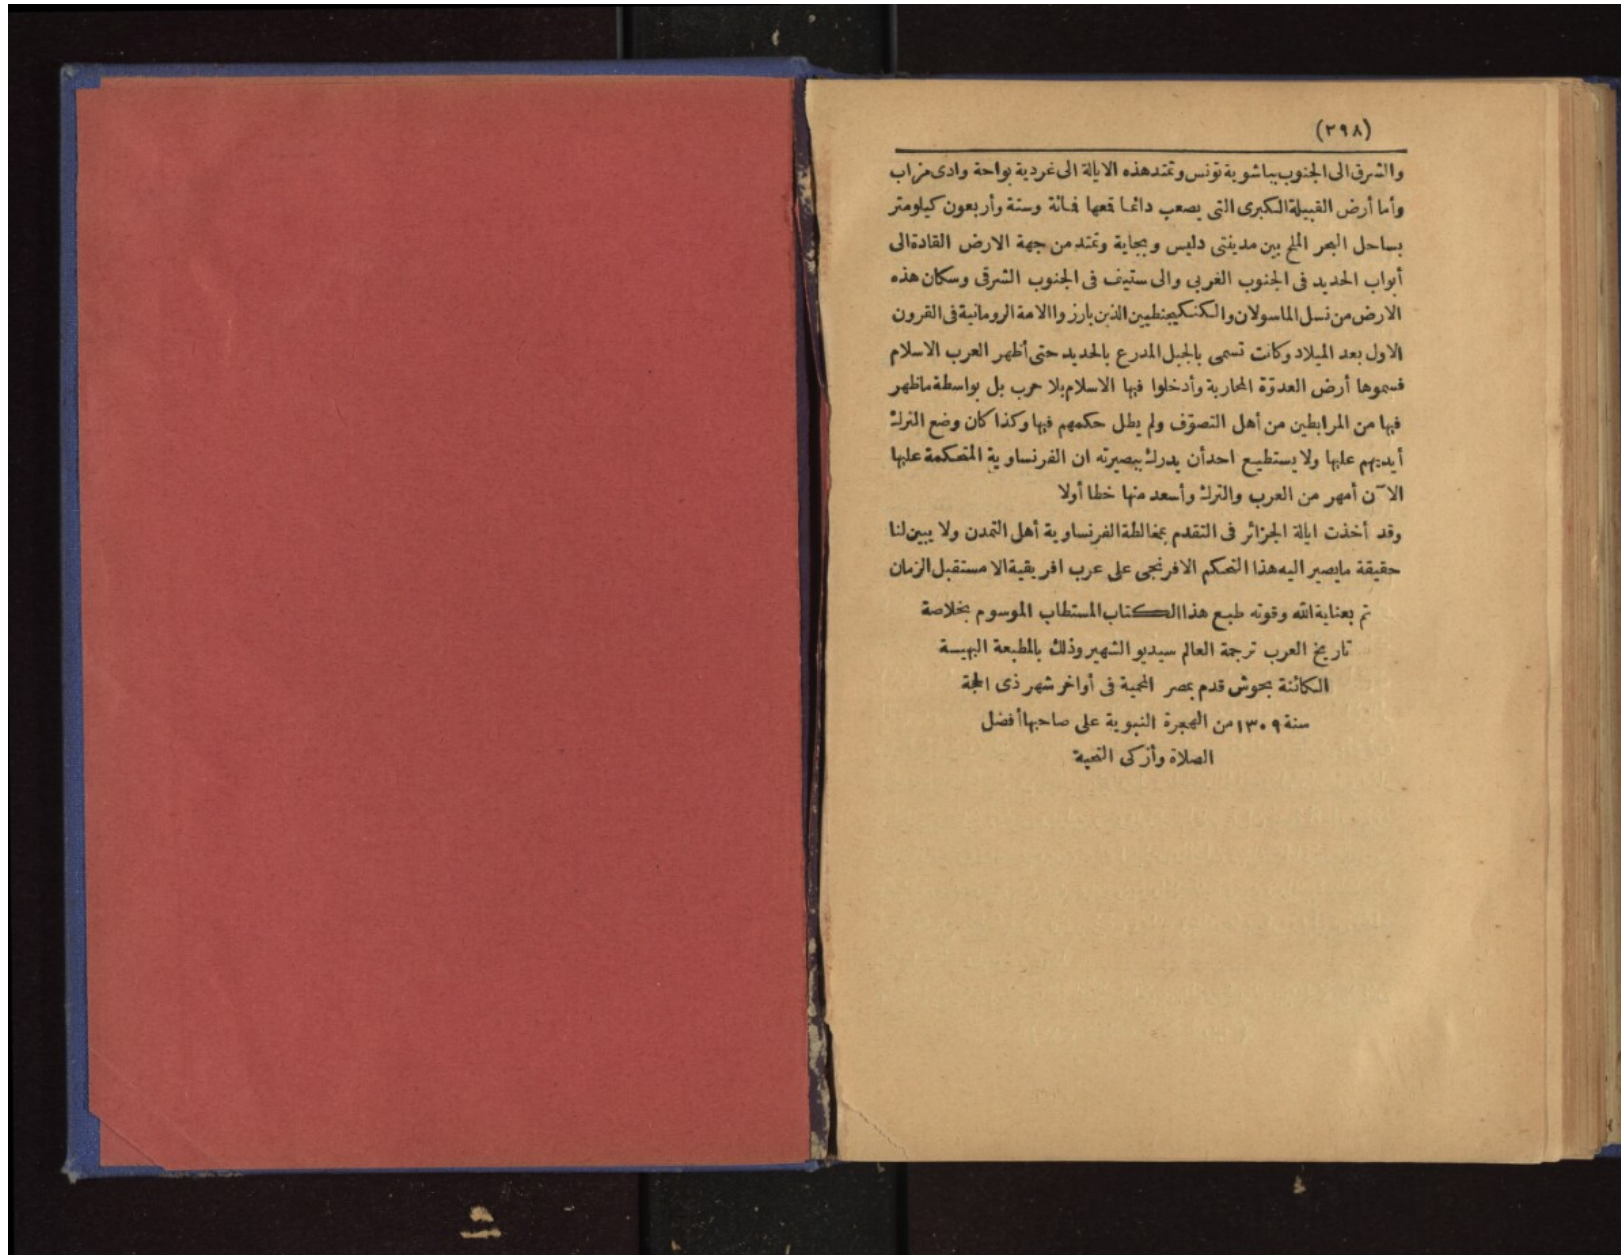 (٢٩٨)
والشرق الى الجنوب بباشوية تونس وتمتد هذه الايالة الى غردية بواحة وادى مزاب
وأما أرض القبيلة الكبرى التى يصعب دائما قعها فمائة وستة وأربعون كيلومتر
بساحل البحر الملح بين مدينتى دليس وبجاية وتمتد من جهة الارض القادة الى
أبواب الحديد فى الجنوب الغربى والى ستيف فى الجنوب الشرقى وسكان هذه
الارض من نسل الماسولان والكنكيجنطيين الذين بارزوا الامة الرومانية فى القرون
الاول بعد الميلاد وكانت تسمى بالجبل المدرع بالحديد حتى أظهر العرب الاسلام
فسموها أرض العدوّة المحاربة وأدخلوا فيها الاسلام بلا حرب بل بواسطة ماظهر
فيها من المرابطين من أهل التصوّف ولم يطل حكمهم فيها وكذا كان وضع الترك
أيديهم عليها ولا يستطيع احد أن يدرك ببصيرته ان الفرنساوية المتحكمة عليها
الآن أمهر من العرب والترك وأسعد منها خطا أولا
وقد أخذت ايالة الجزائر فى التقدم بمخالطة الفرنساوية أهل التمدن ولا يبين لنا
حقيقة مايصير اليه هذا التحكم الافرنجى على عرب افريقية الا مستقبل الزمان
تم بعناية الله وقوته طبع هذا الكتاب المستطاب الموسوم بخلاصة
تاريخ العرب ترجمة العالم سيديو الشهير وذلك بالمطبعة البهيسة
الكائنة بحوش قدم بمصر المحمية فى أواخر شهر ذى الحجة
سنة ١٣٠٩ من الهجرة النبوية على صاحبها أفضل
الصلاة وأزكى التحية